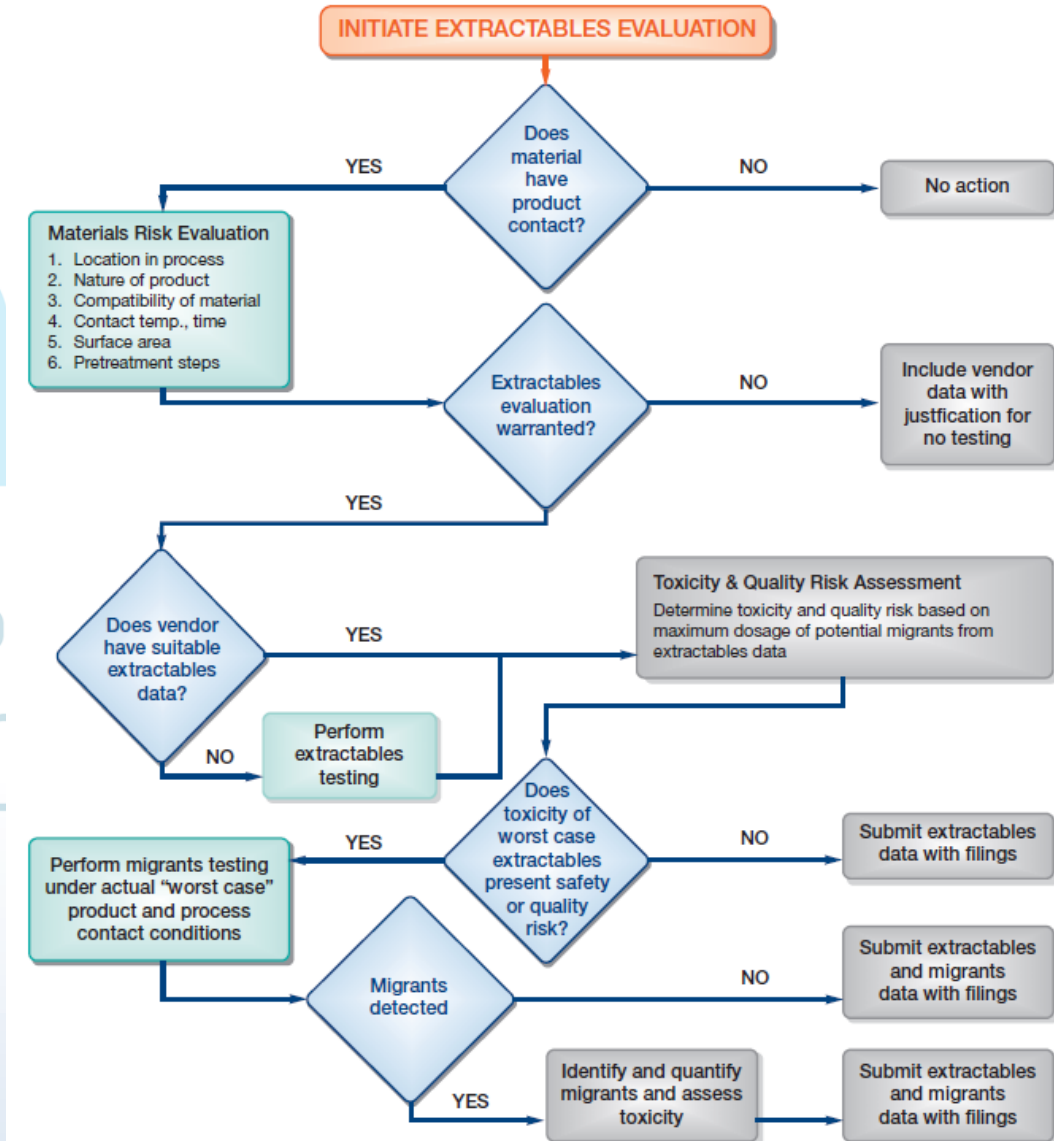 INITIATE EXTRACTABLES EVALUATION
Does
material
have
product
contact?
YES
NO
No action
Materials Risk Evaluation
1. Location in process
2. Nature of product
3. Compatibility of material
4. Contact temp., time
5. Surface area
6. Pretreatment steps
Extractables
evaluation
warranted?
NO
Include vendor
data with
justfication for
no testing
YES
Does vendor
have suitable
extractables
data?
YES
Toxicity & Quality Risk Assessment
Determine toxicity and quality risk based on
maximum dosage of potential migrants from
extractables data
NO
Perform
extractables
testing
Does
toxicity of
worst case
extractables
present safety
or quality
risk?
YES
NO
Submit extractables
data with filings
Perform migrants testing
under actual “worst case”
product and process
contact conditions
Migrants
detected
NO
Submit extractables
and migrants
data with filings
YES
Identify and quantify
migrants and assess
toxicity
Submit extractables
and migrants
data with filings